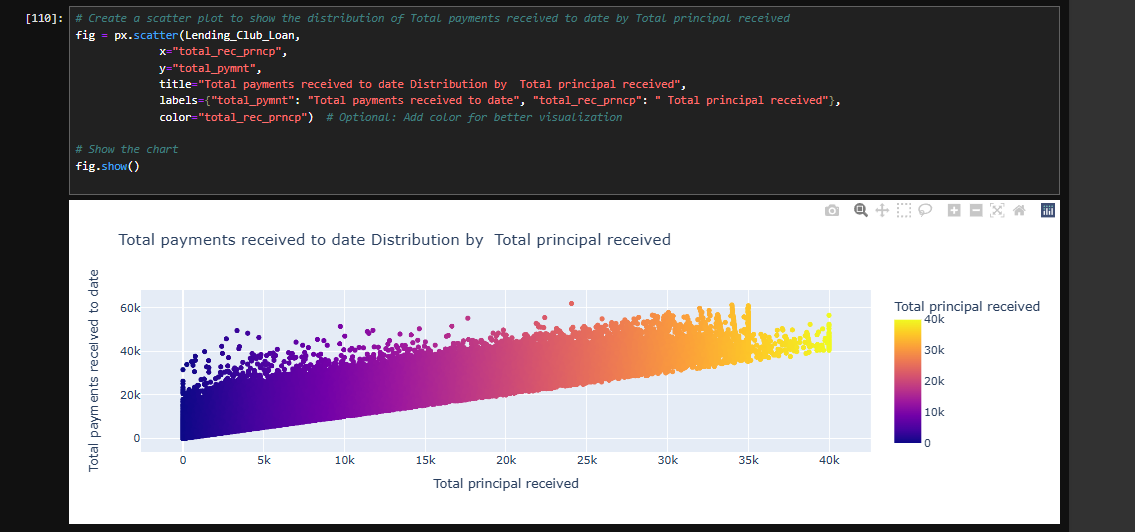 [110]: # Create a scatter plot to show the distribution of Total payments received to date by Total principal received
fig = px.scatter(Lending_Club_Loan,
x="total_rec_prncp",
y="total_pymnt",
title="Total payments received to date Distribution by  Total principal received",
labels={"total_pymnt": "Total payments received to date", "total_rec_prncp": " Total principal received"},
color="total_rec_prncp")  # Optional: Add color for better visualization
# Show the chart
fig.show()
Total payments received to date Distribution by  Total principal received
Total payments received to date
60k
40k
20k
0
0 5k 10k 15k 20k 25k 30k 35k 40k
Total principal received
Total principal received
40k
30k
20k
10k
0